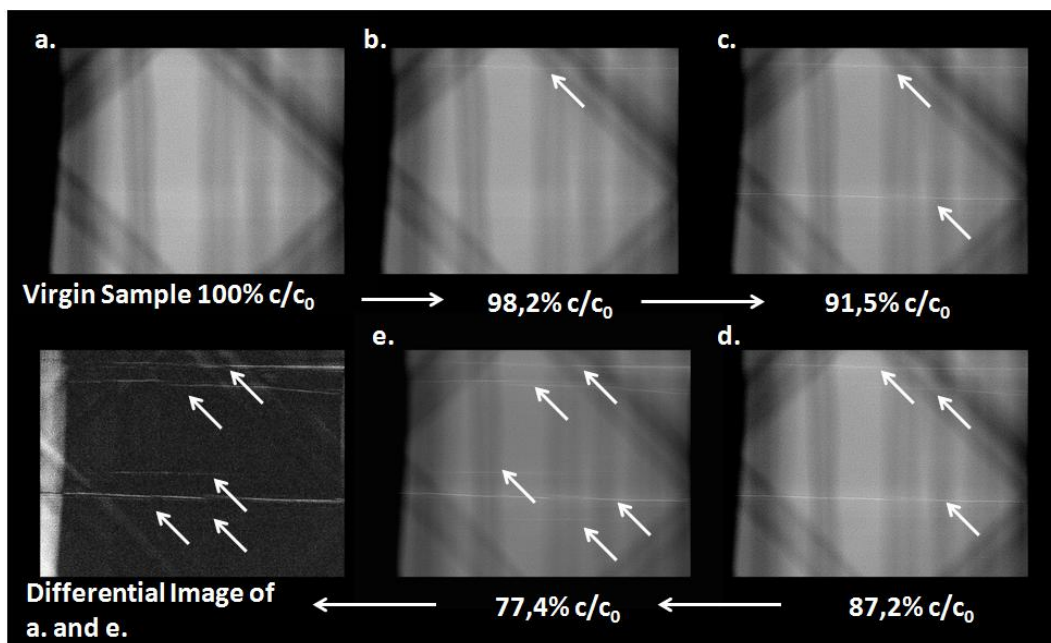 a.
b.
c.
Virgin Sample 100% c/c₀
98,2% c/c₀
91,5% c/c₀
e.
d.
Differential Image of
a. and e.
77,4% c/c₀
87,2% c/c₀